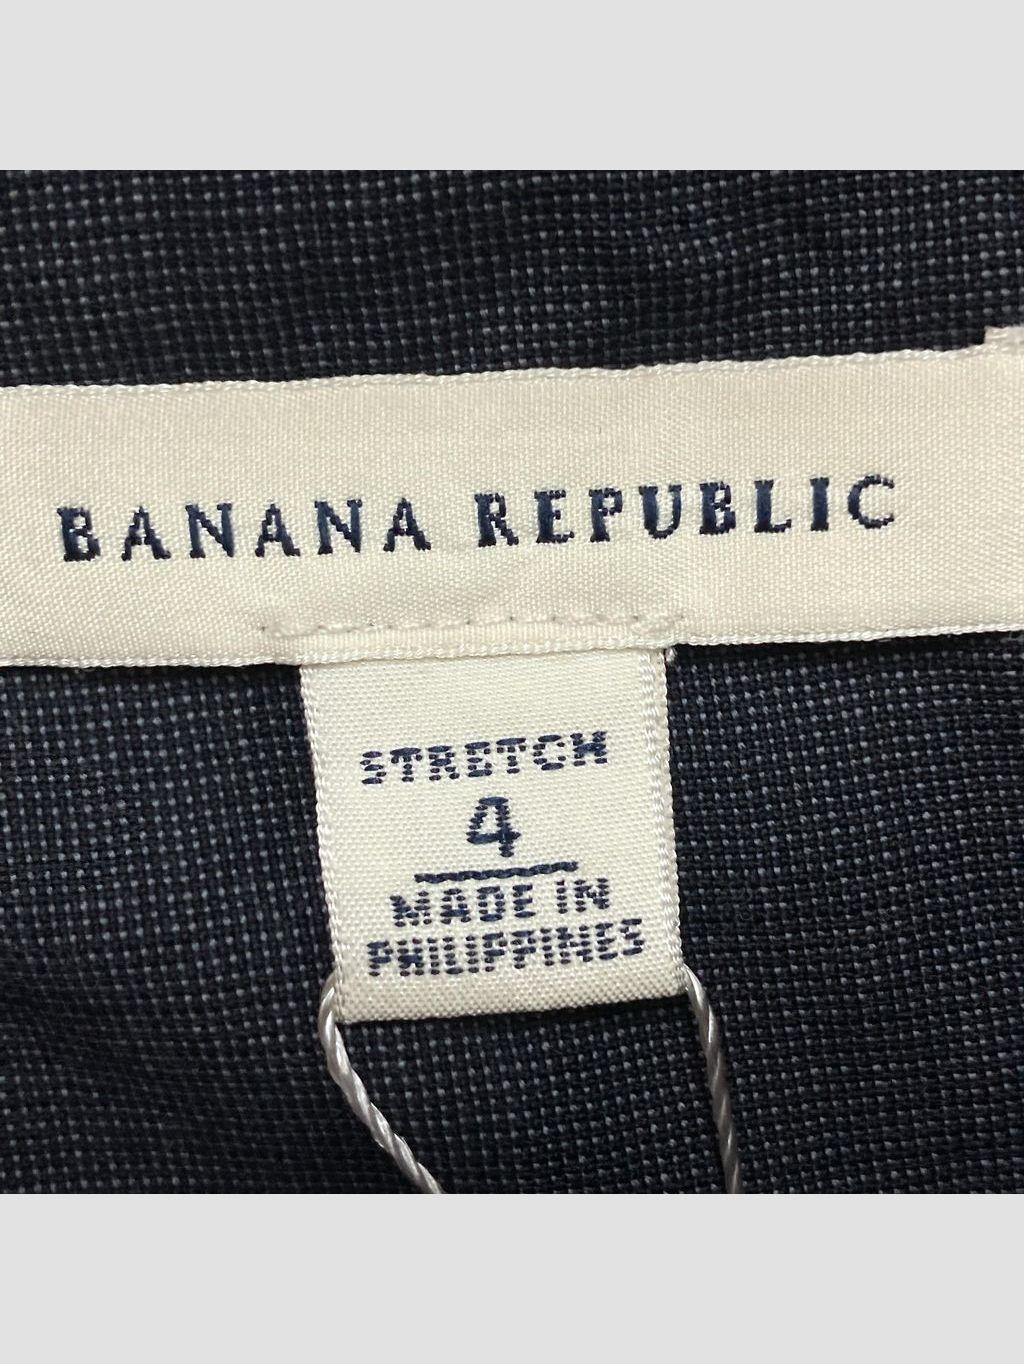 BANANA REPUBLIC
STRETCH
4
MADE IN
PHILIPPINES